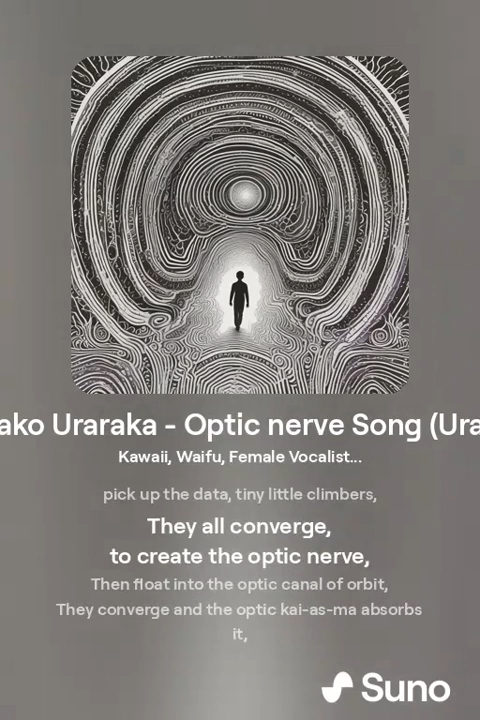 ako Uraraka - Optic nerve Song (Ura
Kawaii, Waifu, Female Vocalist...
pick up the data, tiny little climbers,
They all converge,
to create the optic nerve,
Then float into the optic canal of orbit,
They converge and the optic kai-as-ma absorbs
it,
Suno